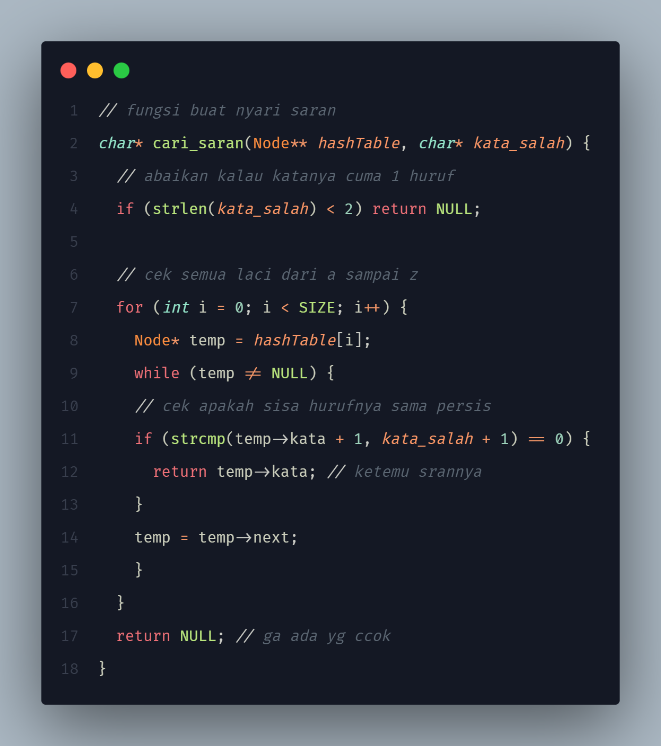 1 // fungsi buat nyari saran
2 char* cari_saran(Node** hashTable, char* kata_salah) {
3 // abaikan kalau katanya cuma 1 huruf
4 if (strlen(kata_salah) < 2) return NULL;
5
6 // cek semua laci dari a sampai z
7 for (int i = 0; i < SIZE; i++) {
8 Node* temp = hashTable[i];
9 while (temp != NULL) {
10 // cek apakah sisa hurufnya sama persis
11 if (strcmp(temp->kata + 1, kata_salah + 1) == 0) {
12 return temp->kata; // ketemu srannya
13 }
14 temp = temp->next;
15 }
16 }
17 return NULL; // ga ada yg ccok
18 }